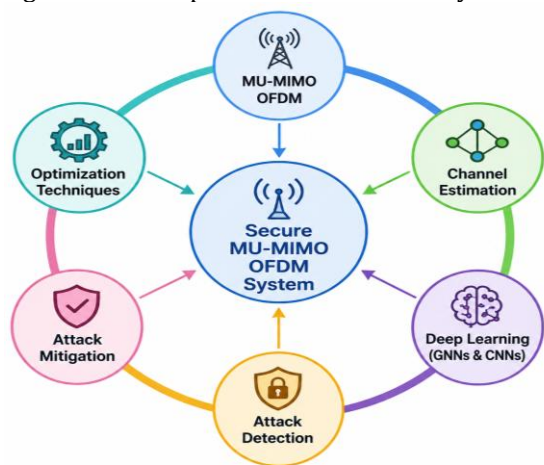 MU-MIMO
OFDM
Optimization
Techniques
Channel
Estimation
Secure
MU-MIMO
OFDM
System
Attack
Mitigation
Deep Learning
(GNNs & CNNs)
Attack
Detection